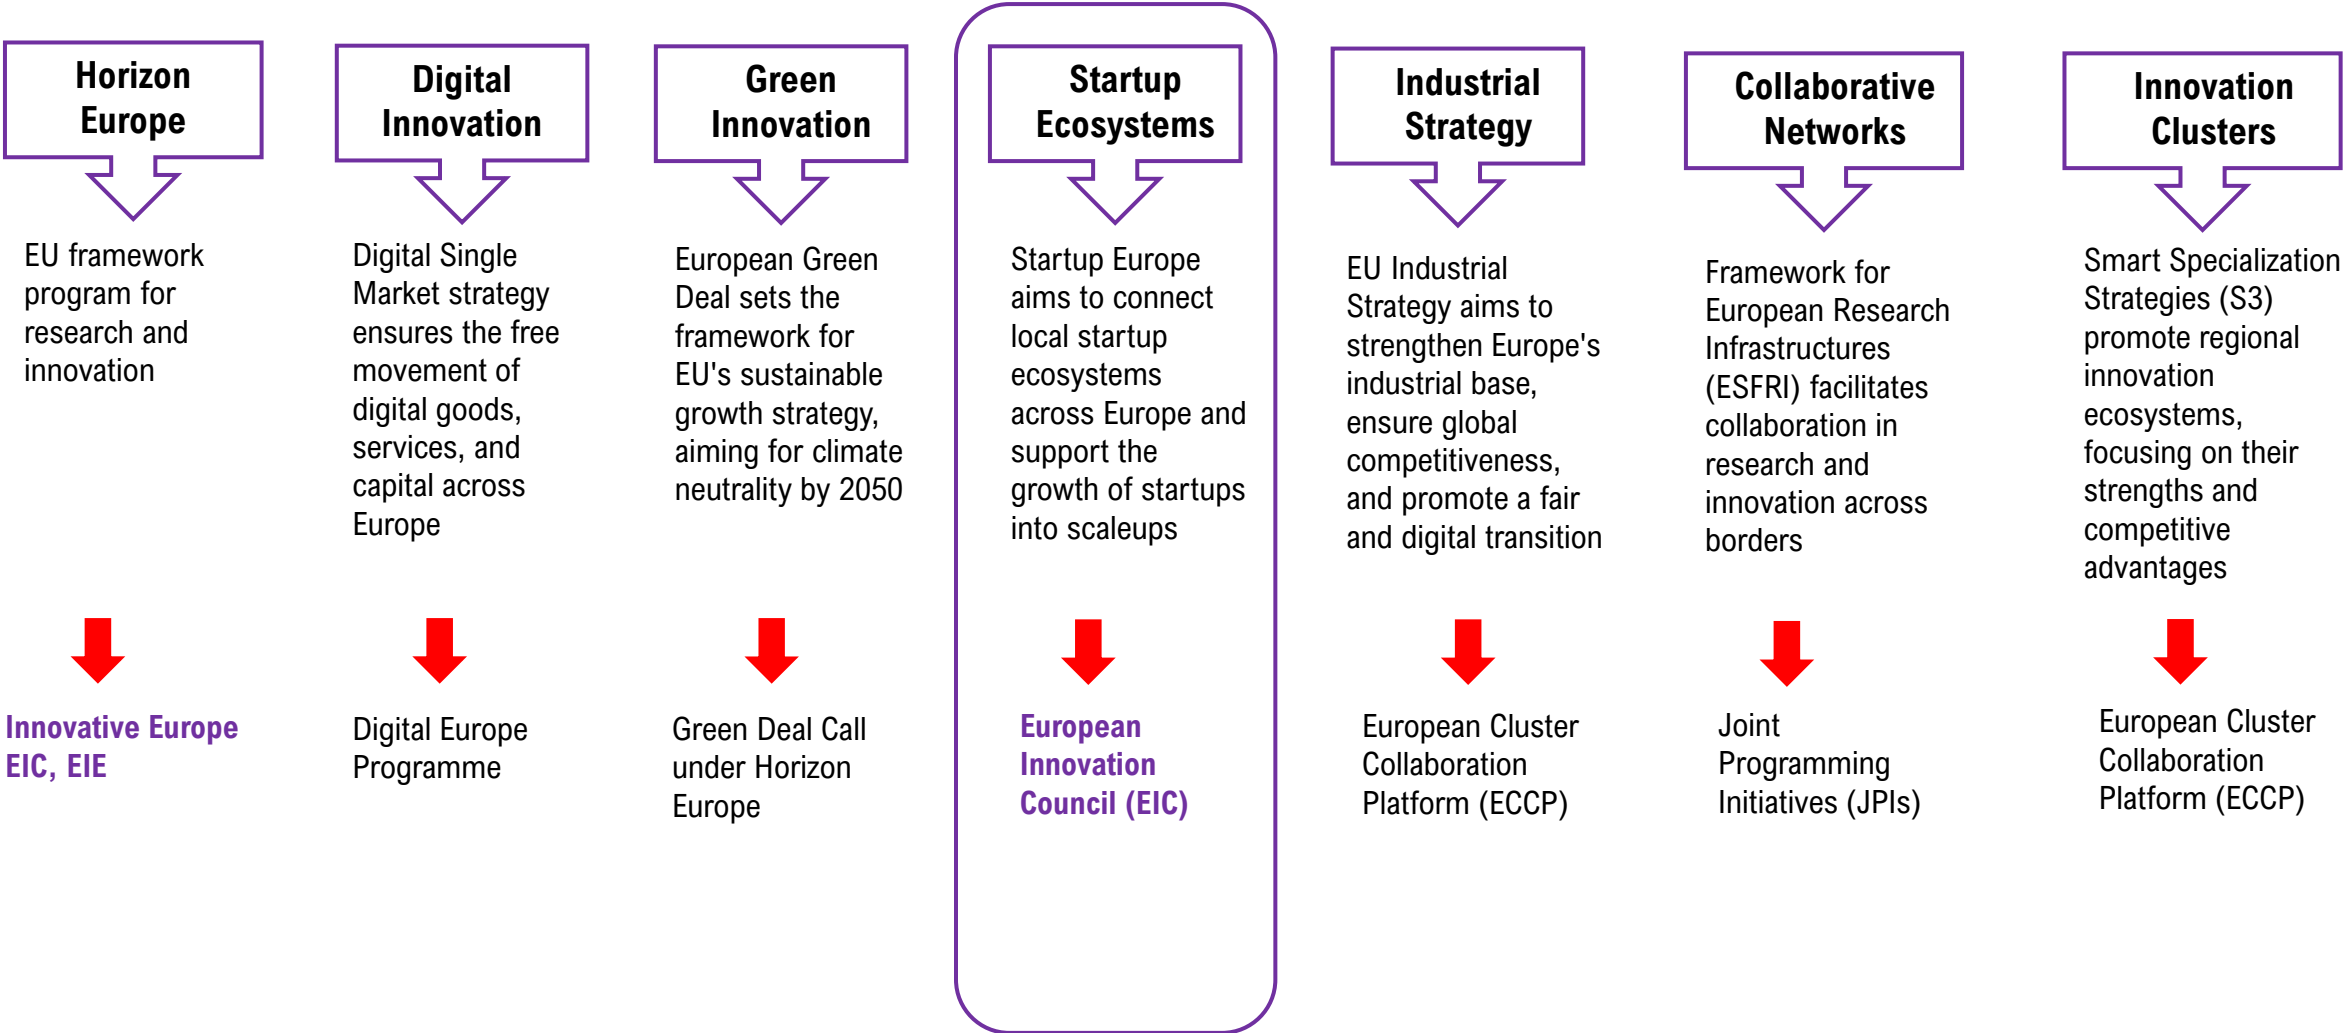 Horizon
Europe
EU framework
program for
research and
innovation
Innovative Europe
EIC, EIE
Digital
Innovation
Digital Single
Market strategy
ensures the free
movement of
digital goods,
services, and
capital across
Europe
Digital Europe
Programme
Green
Innovation
European Green
Deal sets the
framework for
EU's sustainable
growth strategy,
aiming for climate
neutrality by 2050
Green Deal Call
under Horizon
Europe
Startup
Ecosystems
Startup Europe
aims to connect
local startup
ecosystems
across Europe and
support the
growth of startups
into scaleups
European
Innovation
Council (EIC)
Industrial
Strategy
EU Industrial
Strategy aims to
strengthen Europe's
industrial base,
ensure global
competitiveness,
and promote a fair
and digital transition
European Cluster
Collaboration
Platform (ECCP)
Collaborative
Networks
Framework for
European Research
Infrastructures
(ESFRI) facilitates
collaboration in
research and
innovation across
borders
Joint
Programming
Initiatives (JPIs)
Innovation
Clusters
Smart Specialization
Strategies (S3)
promote regional
innovation
ecosystems,
focusing on their
strengths and
competitive
advantages
European Cluster
Collaboration
Platform (ECCP)